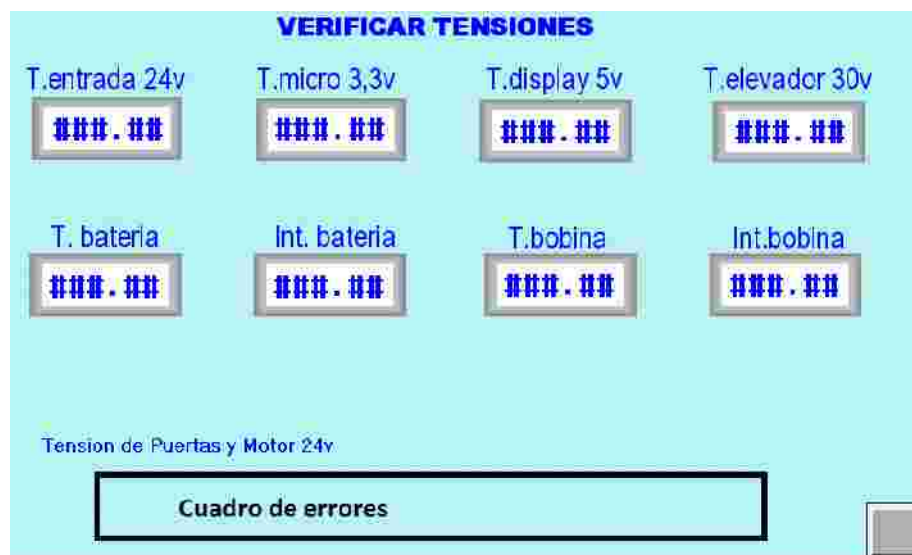 VERIFICAR TENSIONES
T.entrada 24v T.micro 3,3v T.display 5v T.elevador 30v
###.## ###.## ###.## ###.##
T. bateria Int. bateria T.bobina Int.bobina
###.## ###.## ###.## ###.##
Tension de Puertas y Motor 24v
Cuadro de errores